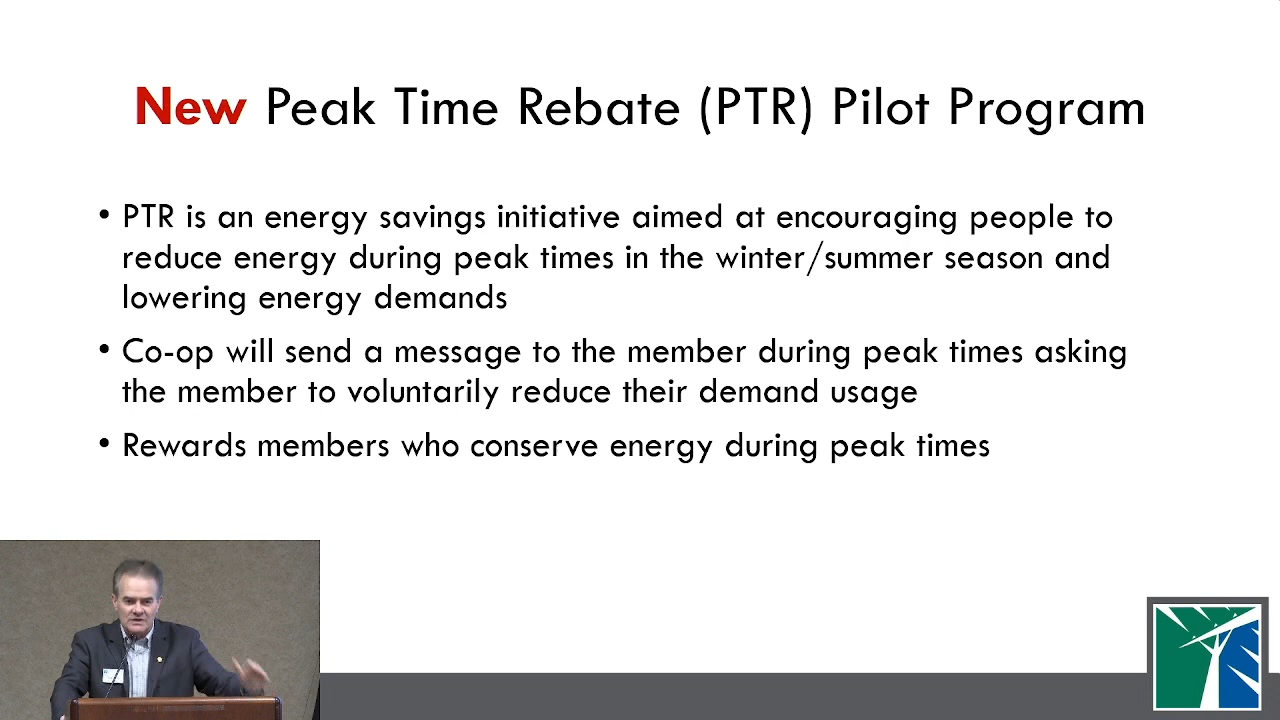 New Peak Time Rebate (PTR) Pilot Program
• PTR is an energy savings initiative aimed at encouraging people to
reduce energy during peak times in the winter/summer season and
lowering energy demands
• Co-op will send a message to the member during peak times asking
the member to voluntarily reduce their demand usage
• Rewards members who conserve energy during peak times